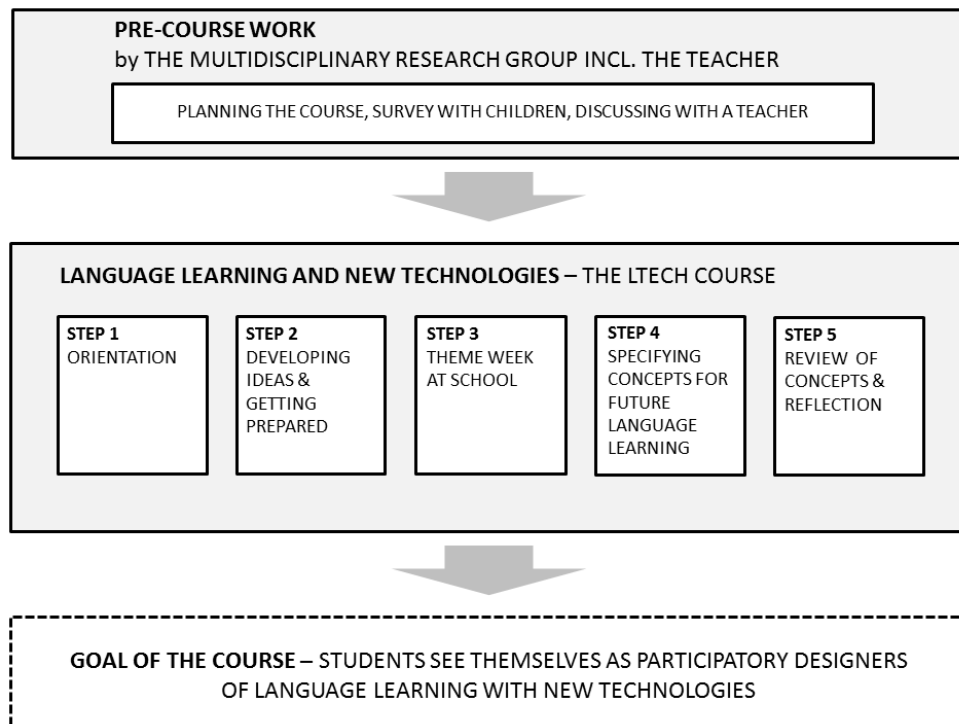 PRE-COURSE WORK
by THE MULTIDISCIPLINARY RESEARCH GROUP INCL. THE TEACHER
PLANNING THE COURSE, SURVEY WITH CHILDREN, DISCUSSING WITH A TEACHER
LANGUAGE LEARNING AND NEW TECHNOLOGIES – THE LTECH COURSE
STEP 1
ORIENTATION
STEP 2
DEVELOPING
IDEAS &
GETTING
PREPARED
STEP 3
THEME WEEK
AT SCHOOL
STEP 4
SPECIFYING
CONCEPTS FOR
FUTURE
LANGUAGE
LEARNING
STEP 5
REVIEW OF
CONCEPTS &
REFLECTION
GOAL OF THE COURSE – STUDENTS SEE THEMSELVES AS PARTICIPATORY DESIGNERS
OF LANGUAGE LEARNING WITH NEW TECHNOLOGIES